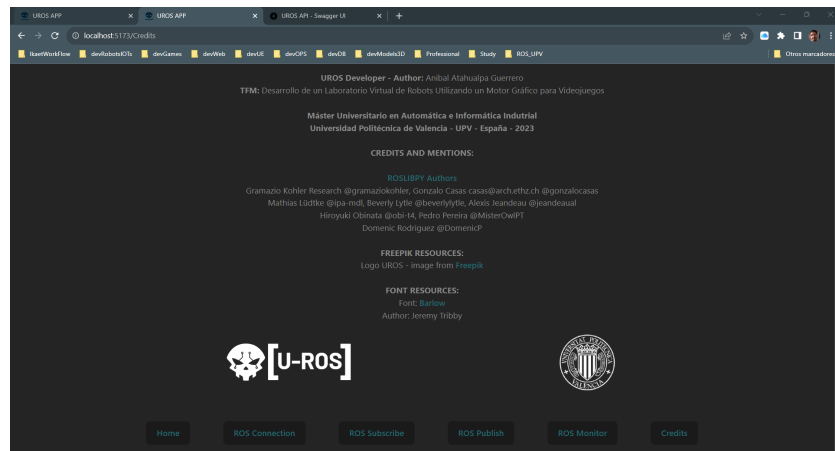 UROS APP
UROS APP
UROS API - Swagger UI
localhost:5173/Credits
IkaetWorkFlow
devRobotsIOTs
devGames
devWeb
devUE
devOPS
devDB
devModels3D
Professional
Study
ROS_UPV
Otros marcadores
UROS Developer - Author: Anibal Atahualpa Guerrero
TFM: Desarrollo de un Laboratorio Virtual de Robots Utilizando un Motor Gráfico para Videojuegos
Máster Universitario en Automática e Informática Indutrial
Universidad Politécnica de Valencia - UPV - España - 2023
CREDITS AND MENTIONS:
ROSLIBPY Authors
Gramazio Kohler Research @gramaziokohler, Gonzalo Casas casas@arch.ethz.ch @gonzalocasas
Mathias Lüdtke @ipa-mdl, Beverly Lytle @beverlylytle, Alexis Jeandeau @jeandeaual
Hiroyuki Obinata @obi-t4, Pedro Pereira @MisterOwlPT
Domenic Rodriguez @DomenicP
FREEPIK RESOURCES:
Logo UROS - image from Freepik
FONT RESOURCES:
Font: Barlow
Author: Jeremy Tribby
[U-ROS]
UNIVERSITAT POLITÈCNICA
VALENCIA
Home
ROS Connection
ROS Subscribe
ROS Publish
ROS Monitor
Credits